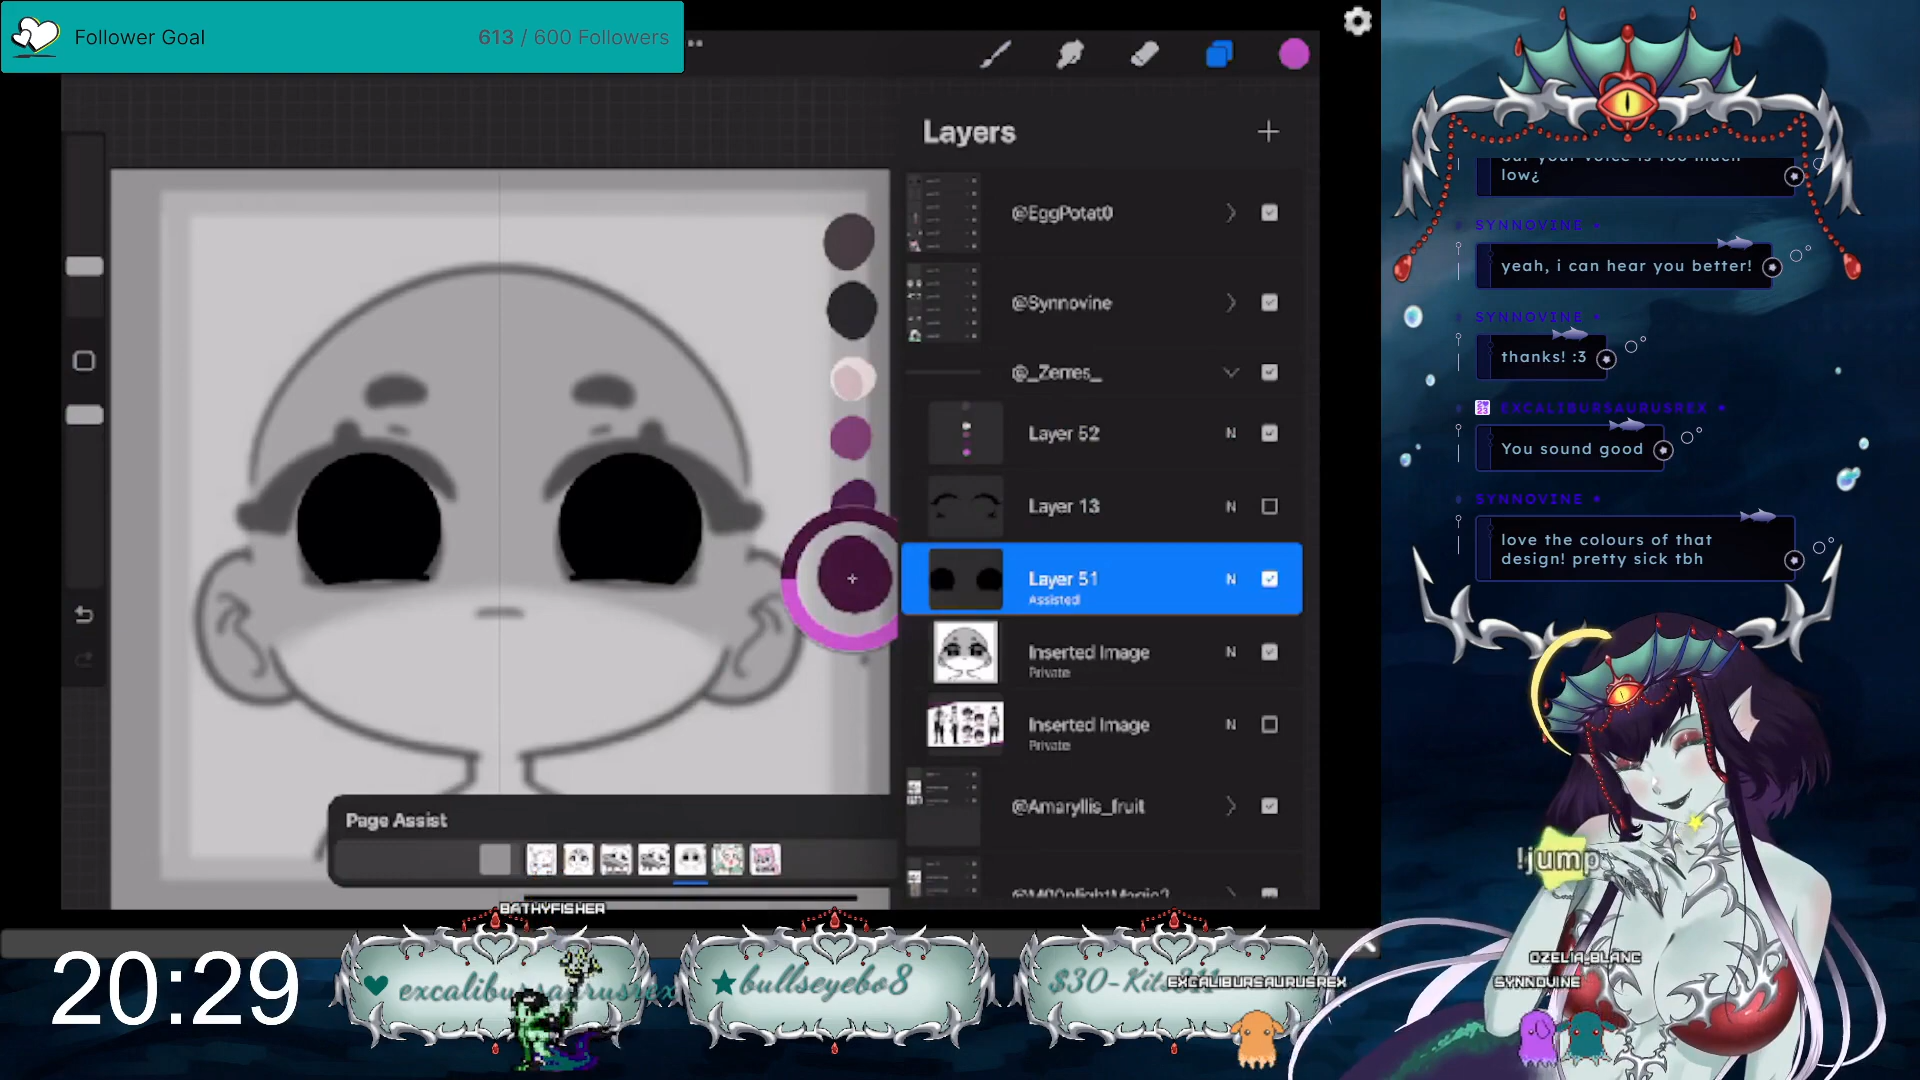 Follower Goal
613 / 600 Followers
Layers
@EggPotat0
@Synnovine
@_Zerres_
Layer 52
N
Layer 13
N
Layer 51
N
Assisted
Inserted Image
N
Private
Inserted Image
N
Private
@Amaryllis_fruit
Page Assist
low¿
SYNNOVINE
yeah, i can hear you better!
SYNNOVINE
thanks! :3
EXCALIBURSAURUSREX
You sound good
SYNNOVINE
love the colours of that
design! pretty sick tbh
!jump
BATHYFISHER
20:29
excalibursaurusrex
bullseyebo8
EXCALIBURSAURUSREX
OZELIA_BLANC
SYNNOVINE